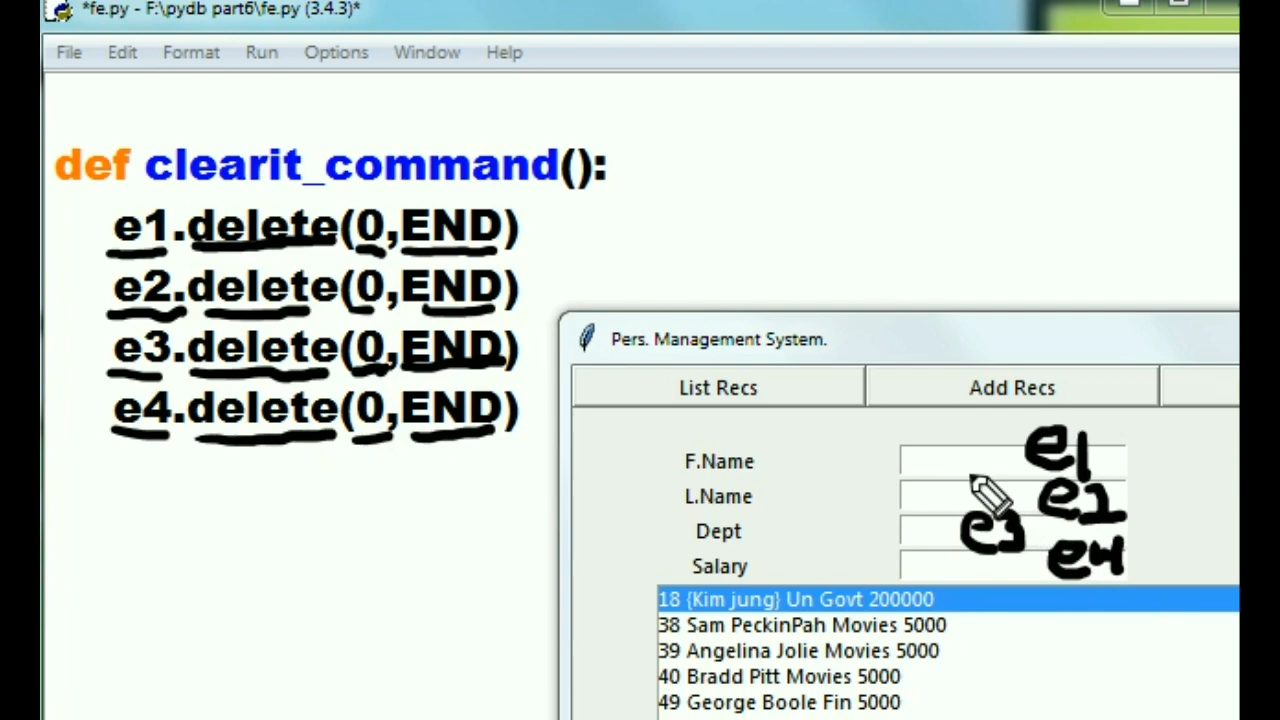 *fe.py - F:\pydb part6\fe.py (3.4.3)*
File Edit Format Run Options Window Help
def clearit_command():
e1.delete(0,END)
e2.delete(0,END)
e3.delete(0,END)
e4.delete(0,END)
Pers. Management System.
List Recs Add Recs
F.Name e1
L.Name e2
Dept e3
Salary e4
18 {Kim jung} Un Govt 200000
38 Sam PeckinPah Movies 5000
39 Angelina Jolie Movies 5000
40 Bradd Pitt Movies 5000
49 George Boole Fin 5000